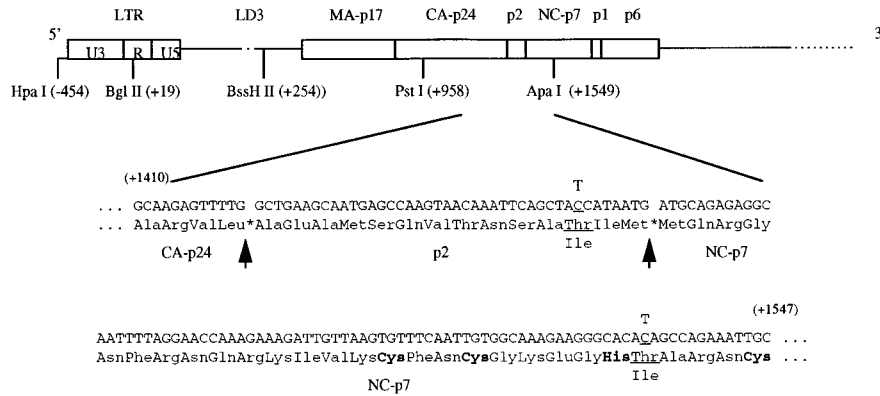 LTR LD3 MA-p17 CA-p24 p2 NC-p7 p1 p6
5' 3
U3 R U5
Hpa I (-454) Bgl II (+19) BssH II (+254)) Pst I (+958) Apa I (+1549)
(+1410)
T
... GCAAGAGTTTTG GCTGAAGCAATGAGCCAAGTAACAAATTCAGCTACCATAATG ATGCAGAGAGGC
... AlaArgValLeu*AlaGluAlaMetSerGlnValThrAsnSerAlaThrIleMet*MetGlnArgGly
Ile
CA-p24 p2 NC-p7
T (+1547)
AATTTTAGGAACCAAAGAAAGATTGTTAAGTGTTTCAATTGTGGCAAAGAAGGGCACACAGCCAGAAATTGC ...
AsnPheArgAsnGlnArgLysIleValLysCysPheAsnCysGlyLysGluGlyHisThrAlaArgAsnCys ...
Ile
NC-p7